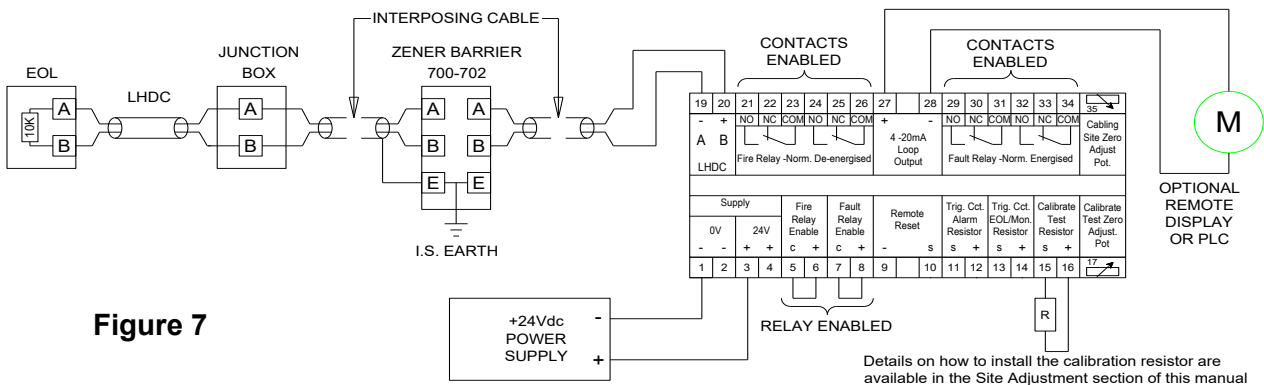 INTERPOSING CABLE
EOL
10K
A
B
LHDC
JUNCTION
BOX
A
B
ZENER BARRIER
700-702
A A
B B
E E
I.S. EARTH
CONTACTS
ENABLED
CONTACTS
ENABLED
19 20 21 22 23 24 25 26 27 28 29 30 31 32 33 34 35
- + NO NC COM NO NC COM + - NO NC COM NO NC COM
A B
LHDC
Fire Relay -Norm. De-energised
4 -20mA
Loop
Output
Fault Relay -Norm. Energised
Cabling
Site Zero
Adjust
Pot.
Supply
0V 24V
- - + +
Fire
Relay
Enable
c +
Fault
Relay
Enable
c +
Remote
Reset
- s
Trig. Cct.
Alarm
Resistor
s +
Trig. Cct.
EOL/Mon.
Resistor
s +
Calibrate
Test
Resistor
s +
Calibrate
Test Zero
Adjust.
Pot
1 2 3 4 5 6 7 8 9 10 11 12 13 14 15 16 17
M
OPTIONAL
REMOTE
DISPLAY
OR PLC
+24Vdc -
POWER
SUPPLY +
RELAY ENABLED
R
Figure 7
Details on how to install the calibration resistor are
available in the Site Adjustment section of this manual